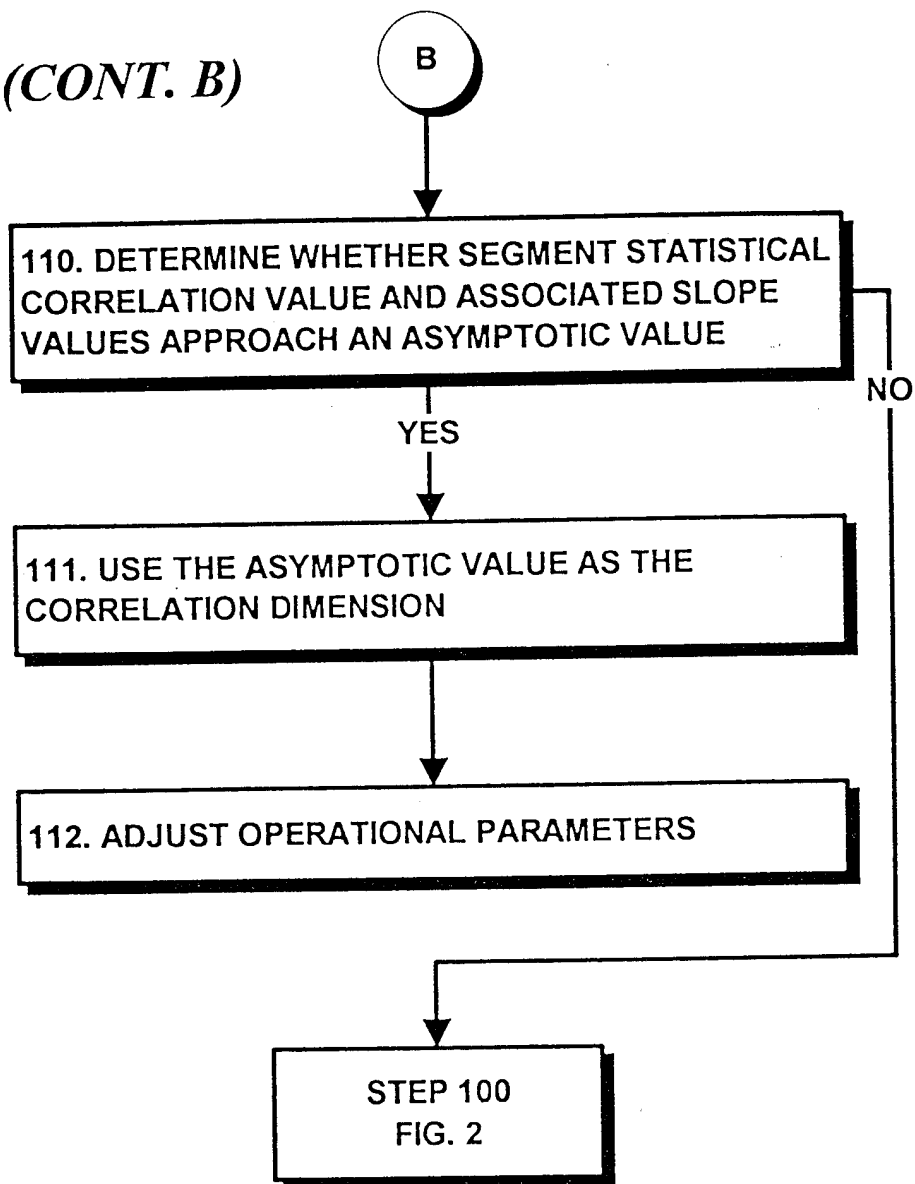 (CONT. B)
B
110. DETERMINE WHETHER SEGMENT STATISTICAL
CORRELATION VALUE AND ASSOCIATED SLOPE
VALUES APPROACH AN ASYMPTOTIC VALUE
NO
YES
111. USE THE ASYMPTOTIC VALUE AS THE
CORRELATION DIMENSION
112. ADJUST OPERATIONAL PARAMETERS
STEP 100
FIG. 2